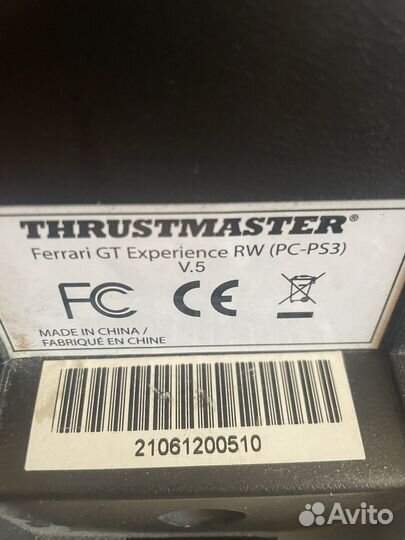 THRUSTMASTER®
Ferrari GT Experience RW (PC-PS3)
V.5
FC CE
MADE IN CHINA /
FABRIQUÉ EN CHINE
21061200510
Avito